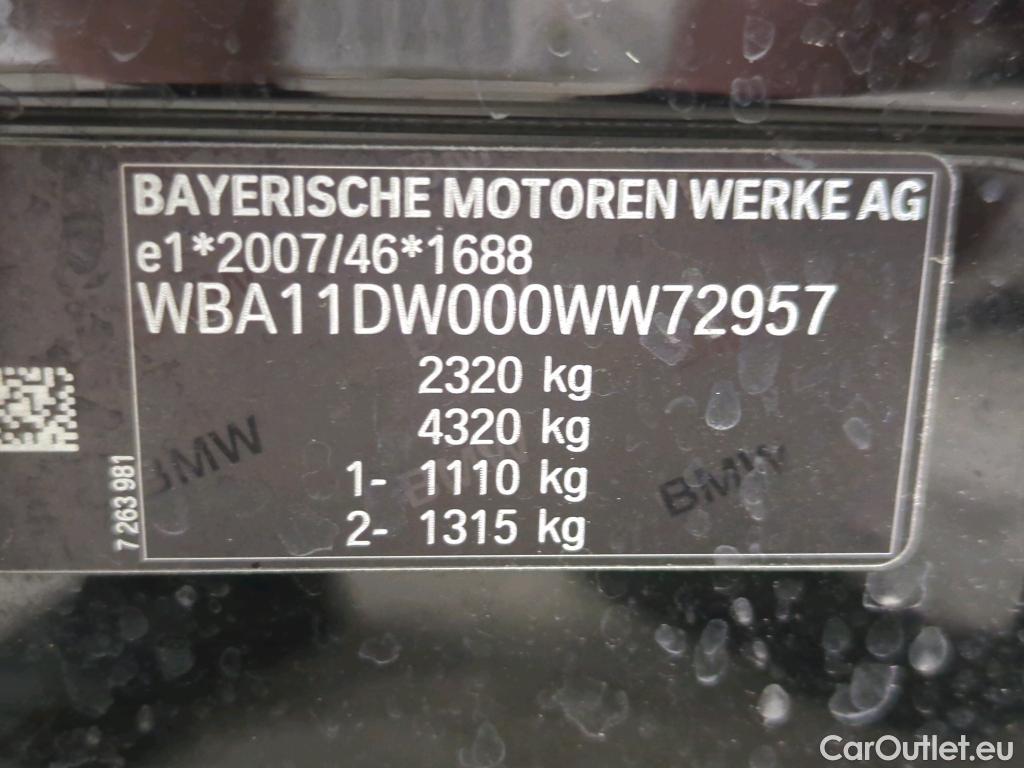 BAYERISCHE MOTOREN WERKE AG
e1*2007/46*1688
WBA11DW000WW72957
2320 kg
4320 kg
1- 1110 kg
2- 1315 kg
7 263 981
BMW
BMW
BMW
CarOutlet.eu